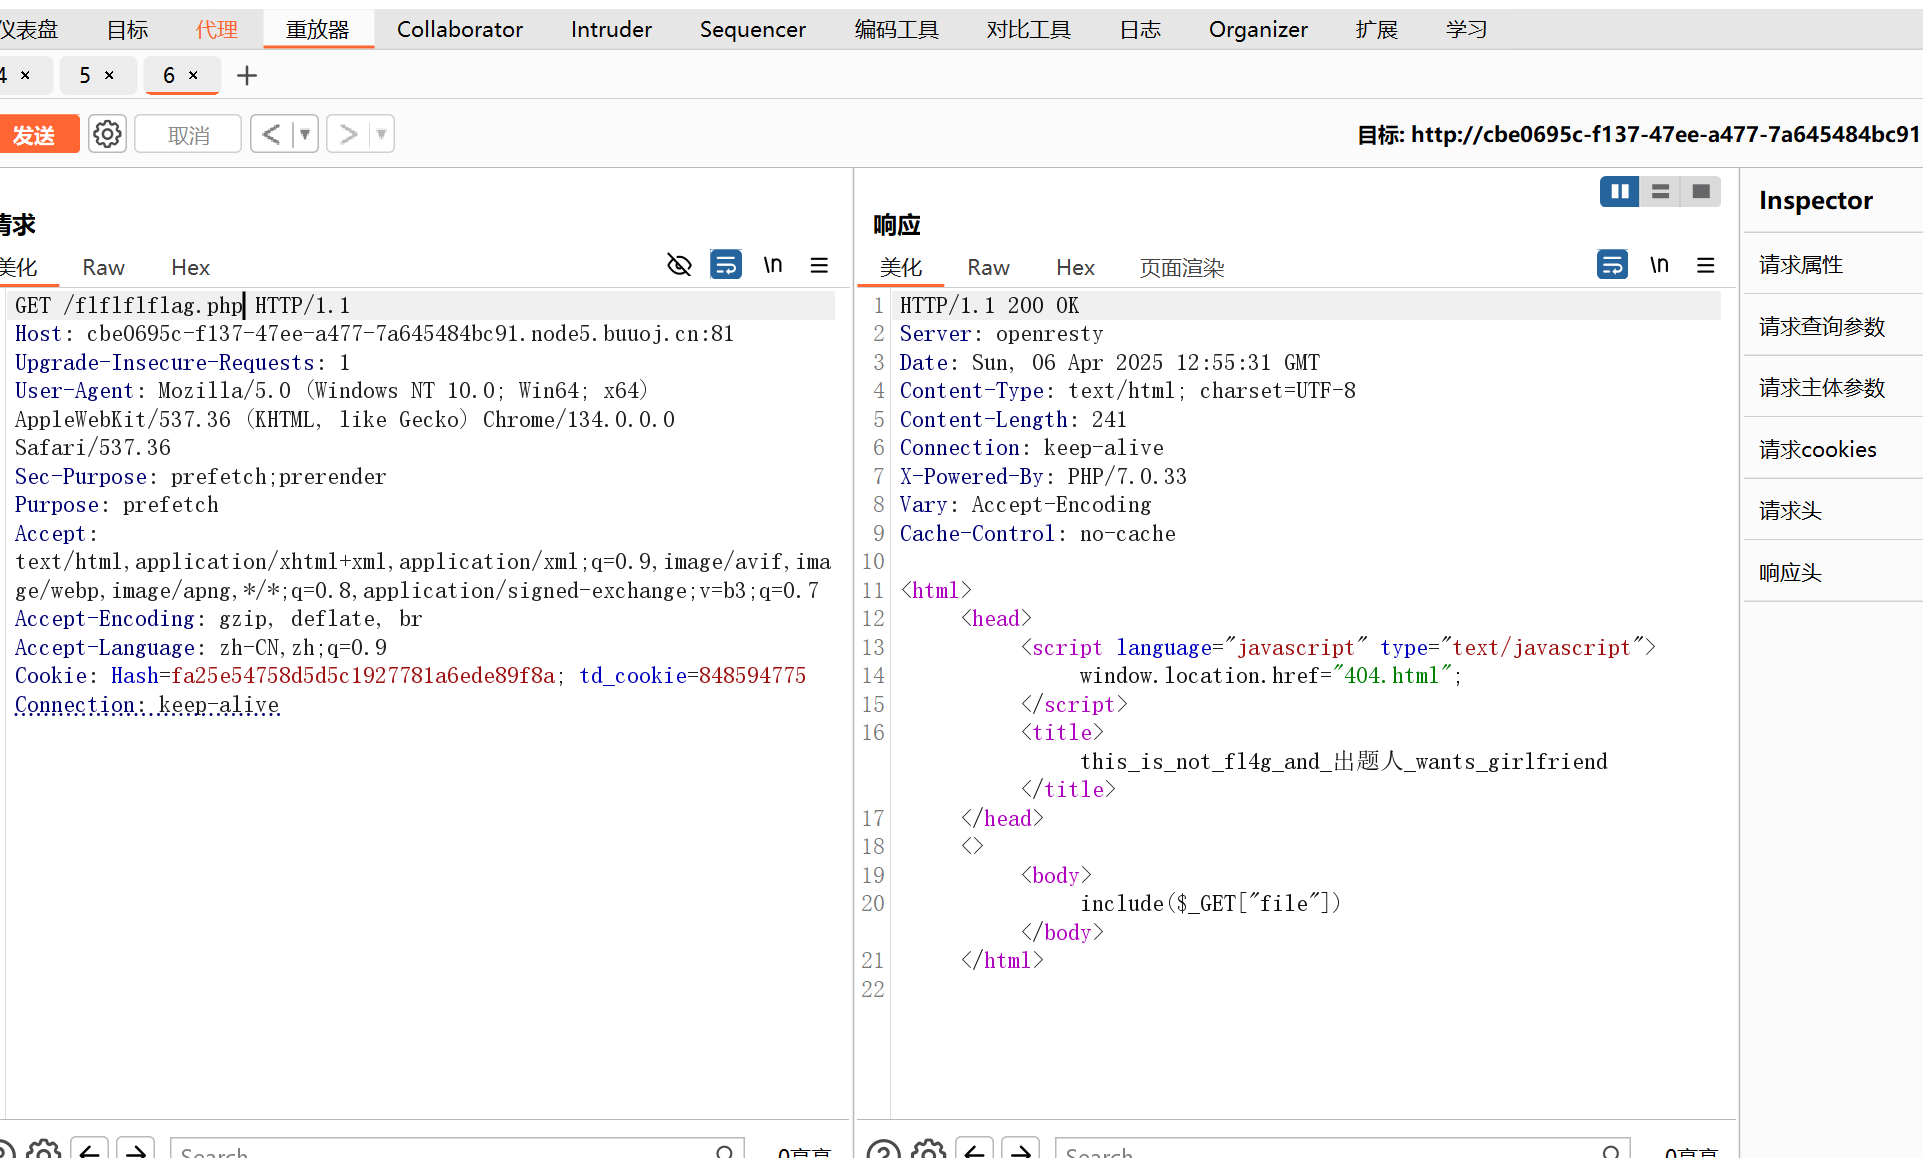 仪表盘 目标 代理 重放器 Collaborator Intruder Sequencer 编码工具 对比工具 日志 Organizer 扩展 学习
4 × 5 × 6 × +
发送 取消 < >
目标: http://cbe0695c-f137-47ee-a477-7a645484bc91
请求
美化 Raw Hex \n
GET /flflflflag.php HTTP/1.1
Host: cbe0695c-f137-47ee-a477-7a645484bc91.node5.buuoj.cn:81
Upgrade-Insecure-Requests: 1
User-Agent: Mozilla/5.0 (Windows NT 10.0; Win64; x64)
AppleWebKit/537.36 (KHTML, like Gecko) Chrome/134.0.0.0
Safari/537.36
Sec-Purpose: prefetch;prerender
Purpose: prefetch
Accept:
text/html,application/xhtml+xml,application/xml;q=0.9,image/avif,ima
ge/webp,image/apng,*/*;q=0.8,application/signed-exchange;v=b3;q=0.7
Accept-Encoding: gzip, deflate, br
Accept-Language: zh-CN,zh;q=0.9
Cookie: Hash=fa25e54758d5d5c1927781a6ede89f8a; td_cookie=848594775
Connection: keep-alive
Search
0高亮
响应
美化 Raw Hex 页面渲染 \n
1 HTTP/1.1 200 OK
2 Server: openresty
3 Date: Sun, 06 Apr 2025 12:55:31 GMT
4 Content-Type: text/html; charset=UTF-8
5 Content-Length: 241
6 Connection: keep-alive
7 X-Powered-By: PHP/7.0.33
8 Vary: Accept-Encoding
9 Cache-Control: no-cache
10
11 <html>
12 <head>
13 <script language="javascript" type="text/javascript">
14 window.location.href="404.html";
15 </script>
16 <title>
this_is_not_fl4g_and_出题人_wants_girlfriend
</title>
17 </head>
18 <>
19 <body>
20 include($_GET["file"])
</body>
21 </html>
22
Search
0高亮
Inspector
请求属性
请求查询参数
请求主体参数
请求cookies
请求头
响应头